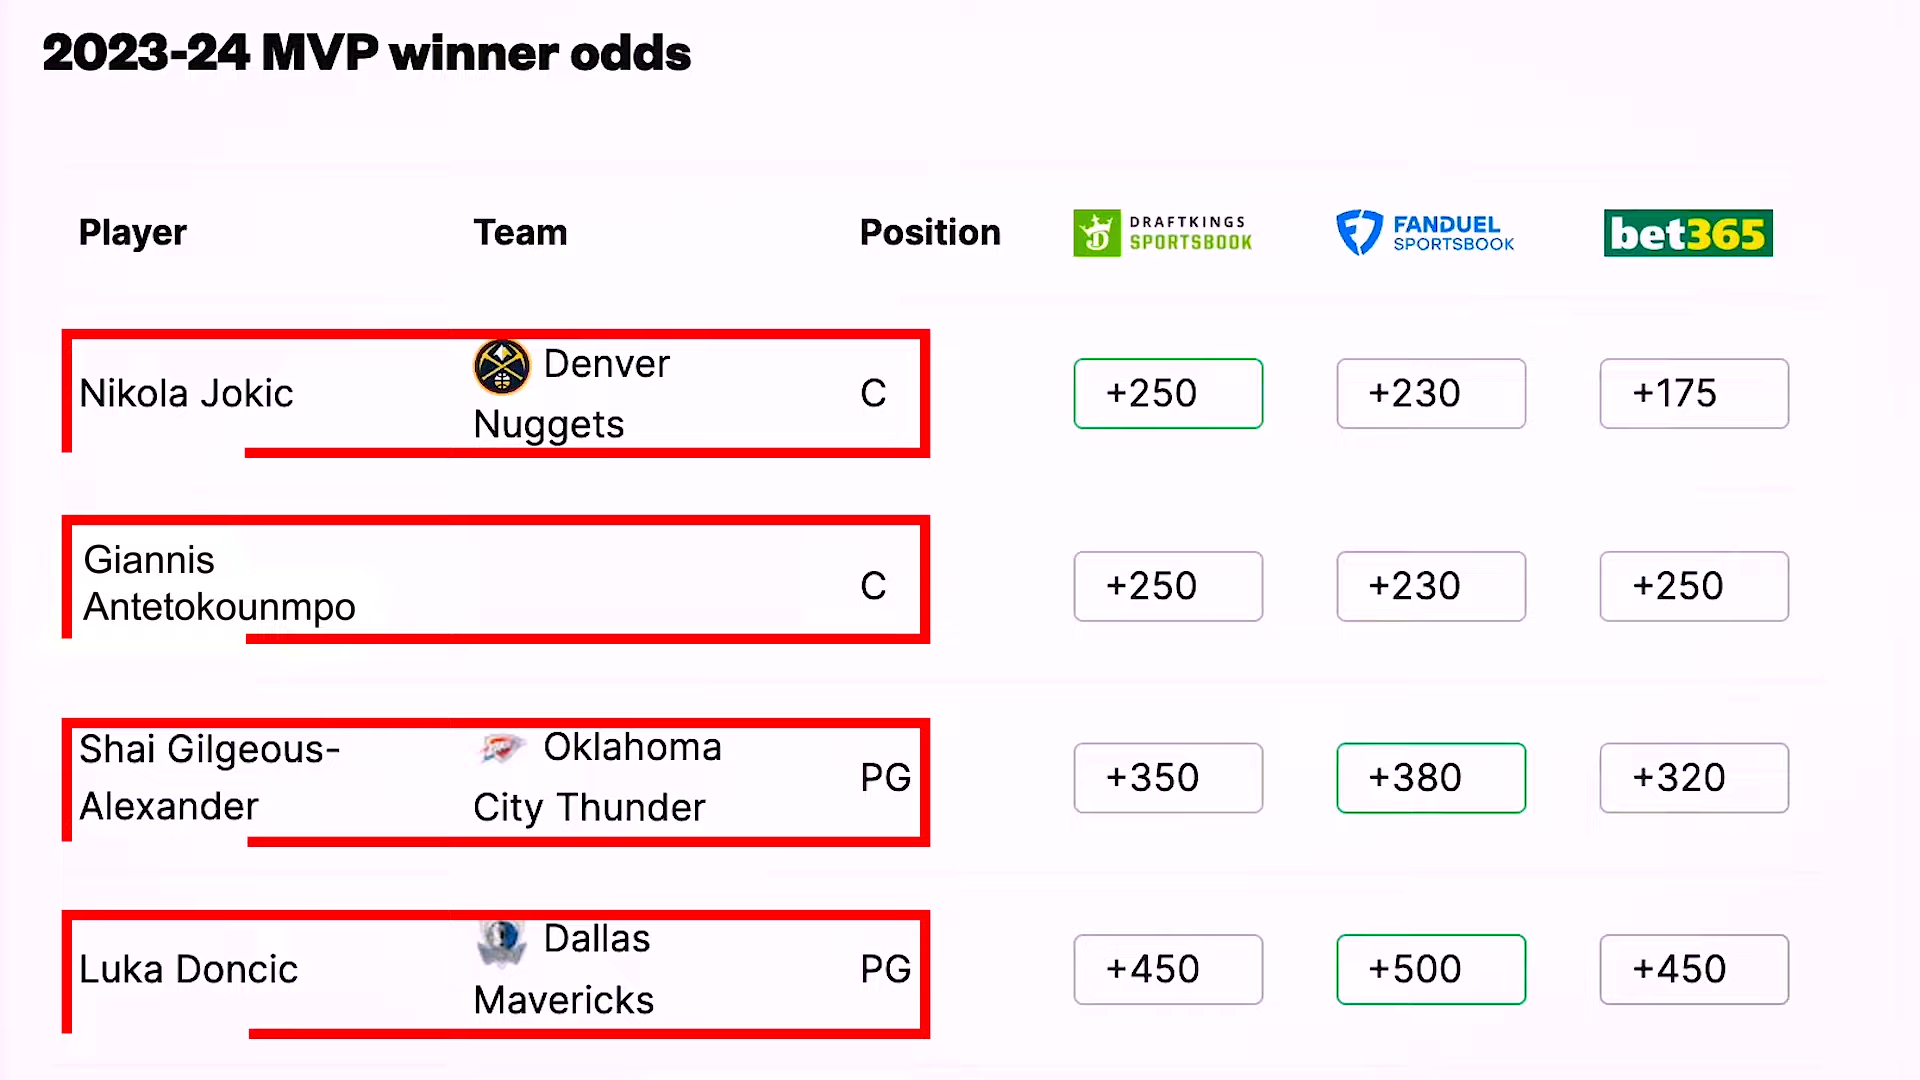 2023-24 MVP winner odds
Player Team Position DRAFTKINGS SPORTSBOOK FANDUEL SPORTSBOOK bet365
Nikola Jokic Denver Nuggets C +250 +230 +175
Giannis
Antetokounmpo C +250 +230 +250
Shai Gilgeous-
Alexander Oklahoma
City Thunder PG +350 +380 +320
Luka Doncic Dallas
Mavericks PG +450 +500 +450